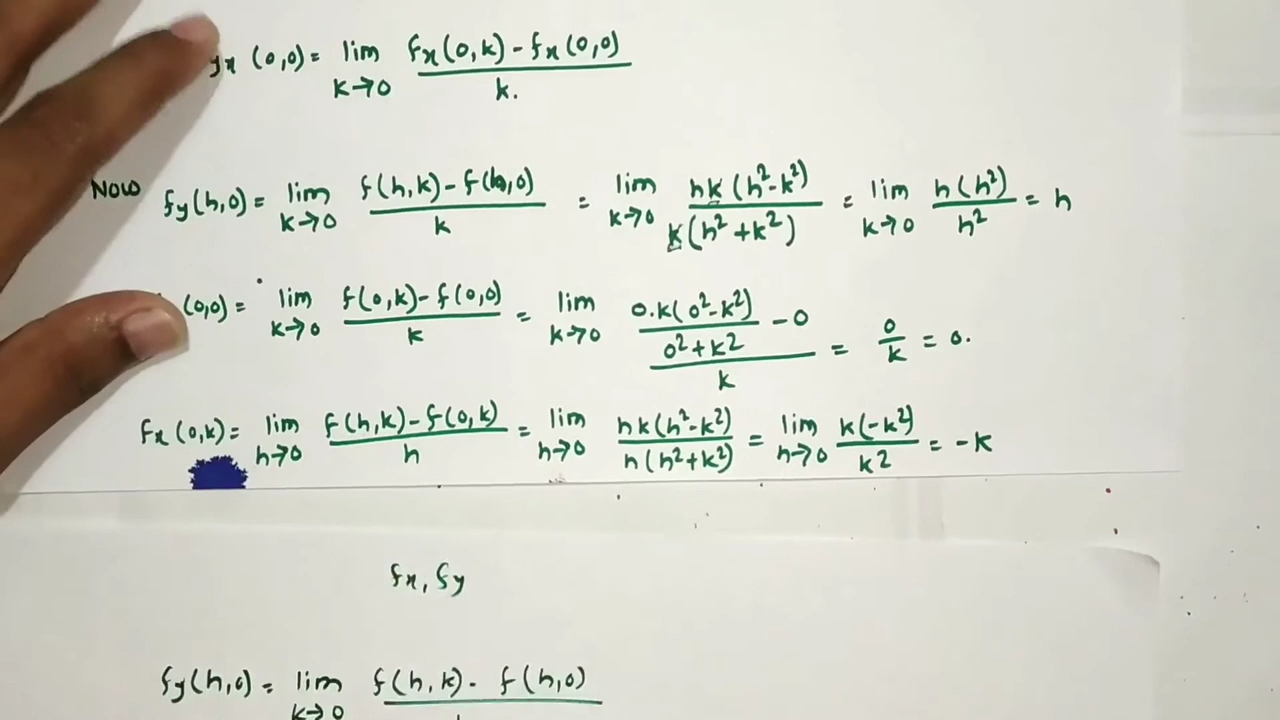 yx (0,0) = lim k→0 (fx(0,k) - fx(0,0))/k.
Now fy(h,0) = lim k→0 (f(h,k) - f(h,0))/k = lim k→0 hk(h²-k²)/k(h²+k²) = lim k→0 h(h²)/h² = h
(0,0) = lim k→0 (f(0,k) - f(0,0))/k = lim k→0 (0.k(0²-k²)/(0²+k²) - 0)/k = 0/k = 0.
fx(0,k) = lim h→0 (f(h,k) - f(0,k))/h = lim h→0 hk(h²-k²)/h(h²+k²) = lim h→0 k(-k²)/k² = -k
fx, fy
fy(h,0) = lim k→0 f(h,k) - f(h,0)